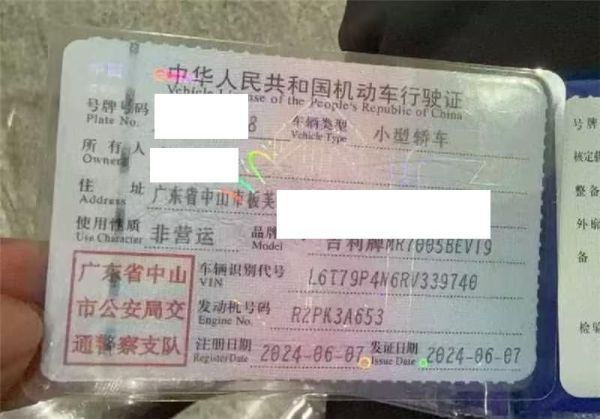 中华人民共和国机动车行驶证
Vehicle License of the People's Republic of China
号牌号码 8 车辆类型 小型轿车
Plate No. Vehicle Type
所有人
Owner
住址 广东省中山市板芙
Address
使用性质 非营运 品牌 吉利牌MR7005BEV19
Use Character Model
广东省中山 车辆识别代号 L6T79P4N6RV339740
VIN
市公安局交 发动机号码 R2PK3A653
Engine No.
通警察支队 注册日期 2024-06-07 发证日期 2024-06-07
Register Date Issue Date
号牌
核定载
整备
外廓
备
检验